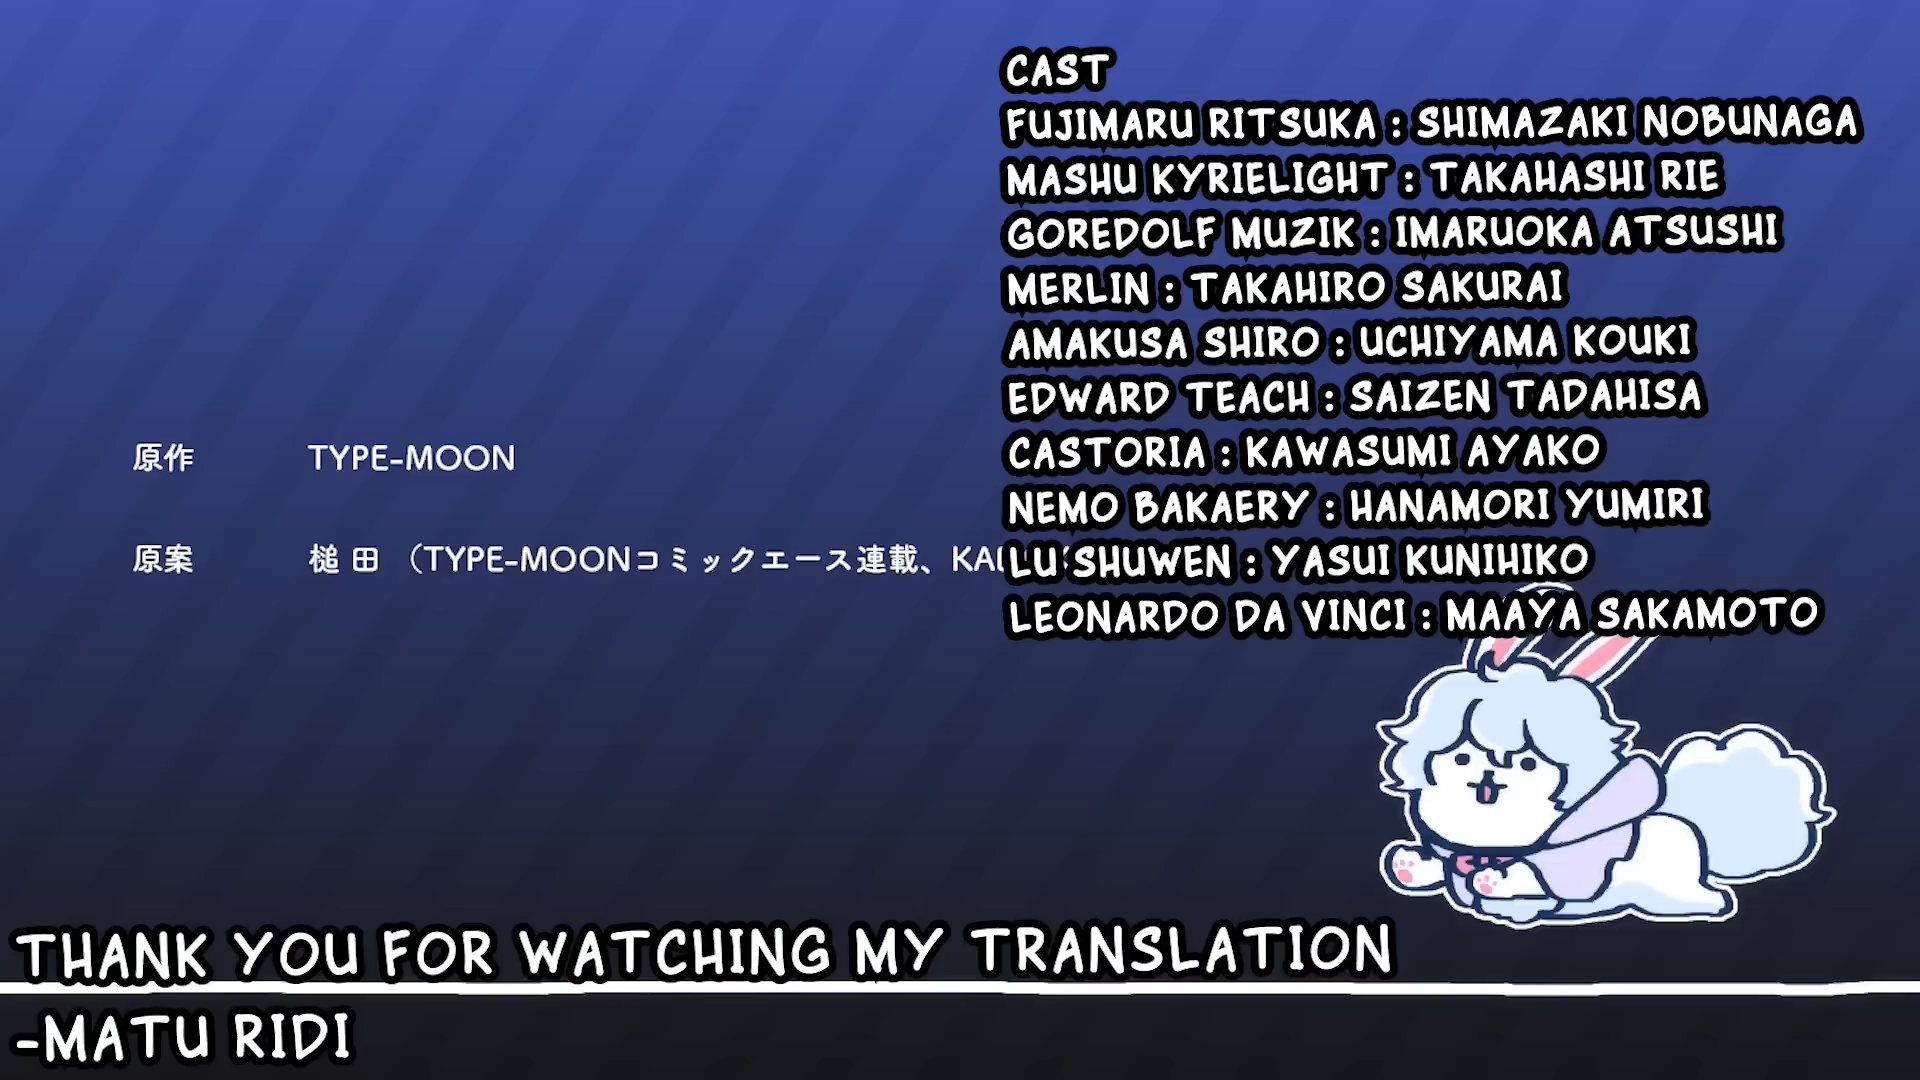 CAST
FUJIMARU RITSUKA : SHIMAZAKI NOBUNAGA
MASHU KYRIELIGHT : TAKAHASHI RIE
GOREDOLF MUZIK : IMARUOKA ATSUSHI
MERLIN : TAKAHIRO SAKURAI
AMAKUSA SHIRO : UCHIYAMA KOUKI
EDWARD TEACH : SAIZEN TADAHISA
CASTORIA : KAWASUMI AYAKO
NEMO BAKAERY : HANAMORI YUMIRI
LU SHUWEN : YASUI KUNIHIKO
LEONARDO DA VINCI : MAAYA SAKAMOTO
原作 TYPE-MOON
原案 槌田 （TYPE-MOONコミックエース連載、
THANK YOU FOR WATCHING MY TRANSLATION
-MATU RIDI